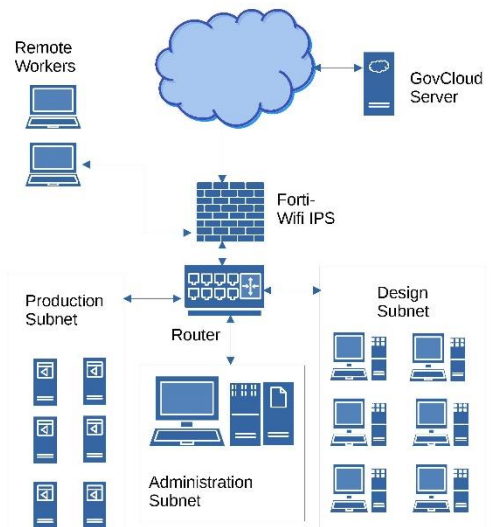 Remote
Workers
GovCloud
Server
Forti-
Wifi IPS
Production
Subnet
Router
Design
Subnet
Administration
Subnet